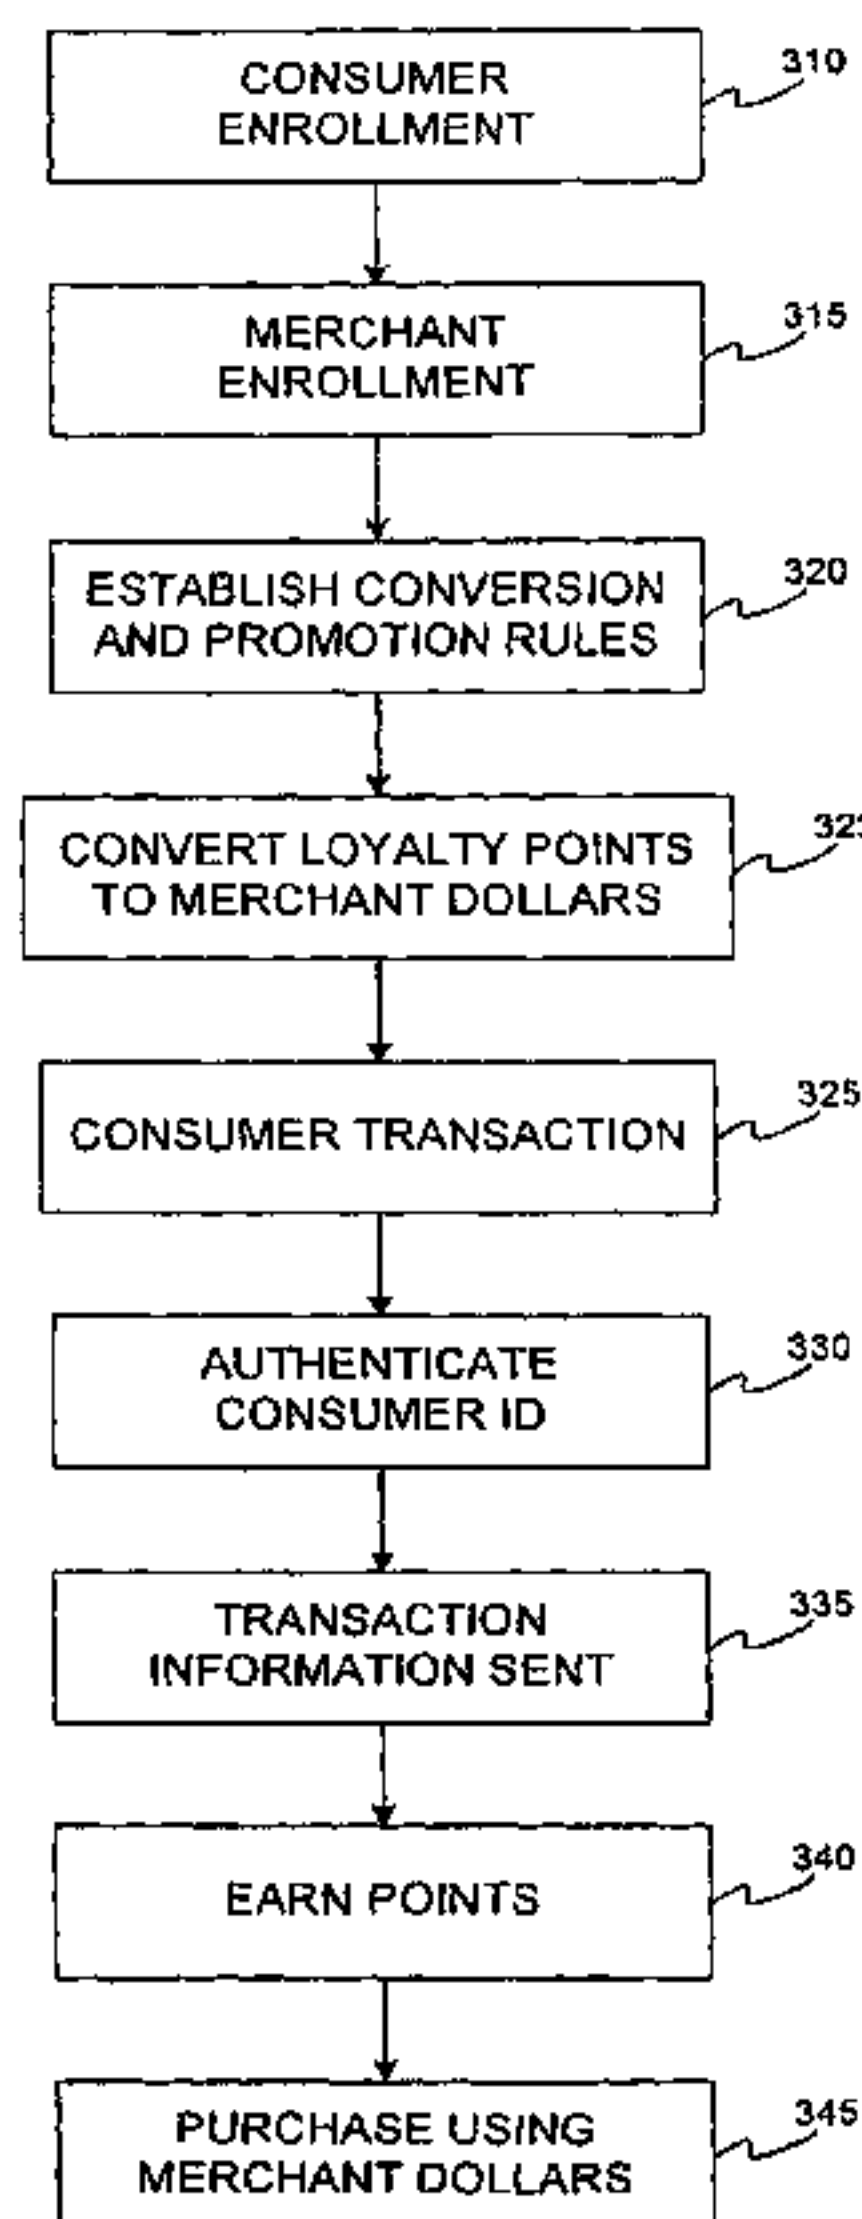 CONSUMER
ENROLLMENT
310
MERCHANT
ENROLLMENT
315
ESTABLISH CONVERSION
AND PROMOTION RULES
320
CONVERT LOYALTY POINTS
TO MERCHANT DOLLARS
CONSUMER TRANSACTION
325
AUTHENTICATE
CONSUMER ID
330
TRANSACTION
INFORMATION SENT
335
EARN POINTS
340
PURCHASE USING
MERCHANT DOLLARS
345